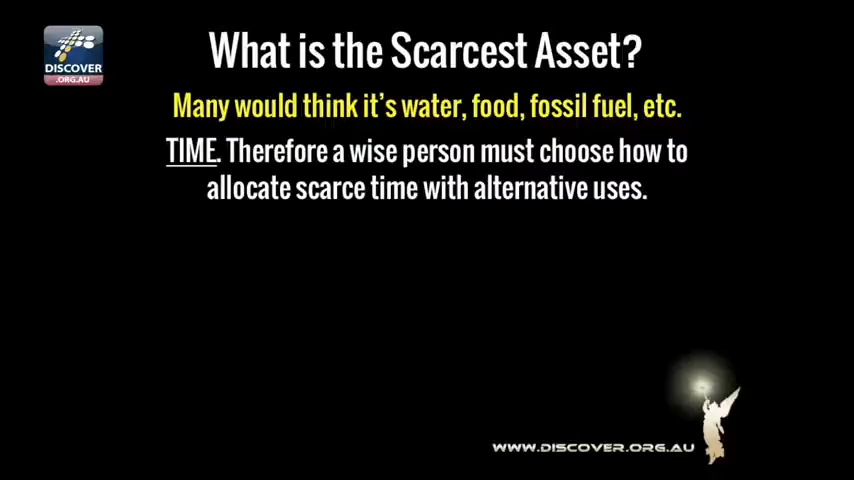 DISCOVER
.ORG.AU
What is the Scarcest Asset?
Many would think it's water, food, fossil fuel, etc.
TIME. Therefore a wise person must choose how to
allocate scarce time with alternative uses.
WWW.DISCOVER.ORG.AU